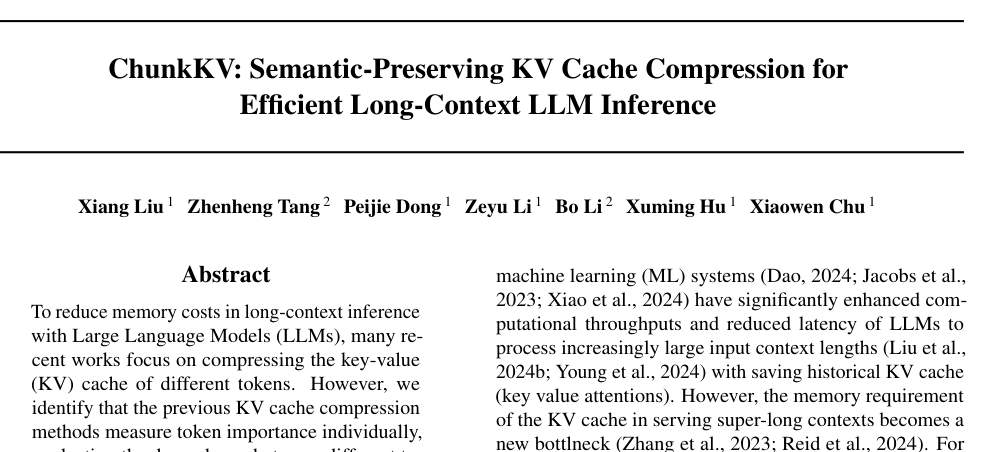 ChunkKV: Semantic-Preserving KV Cache Compression for
Efficient Long-Context LLM Inference
Xiang Liu 1 Zhenheng Tang 2 Peijie Dong 1 Zeyu Li 1 Bo Li 2 Xuming Hu 1 Xiaowen Chu 1
Abstract
To reduce memory costs in long-context inference
with Large Language Models (LLMs), many re-
cent works focus on compressing the key-value
(KV) cache of different tokens. However, we
identify that the previous KV cache compression
methods measure token importance individually,
machine learning (ML) systems (Dao, 2024; Jacobs et al.,
2023; Xiao et al., 2024) have significantly enhanced com-
putational throughputs and reduced latency of LLMs to
process increasingly large input context lengths (Liu et al.,
2024b; Young et al., 2024) with saving historical KV cache
(key value attentions). However, the memory requirement
of the KV cache in serving super-long contexts becomes a
new bottlneck (Zhang et al., 2023; Reid et al., 2024). For